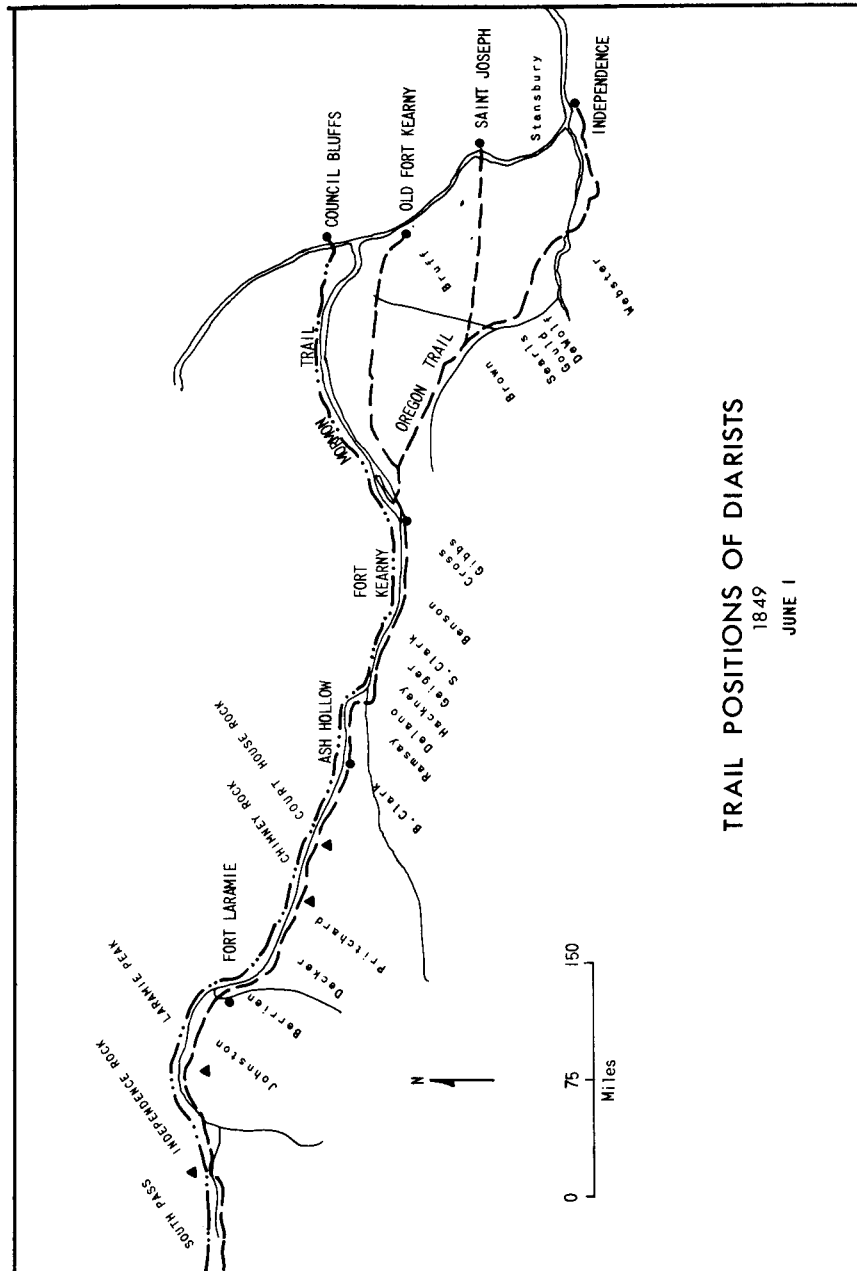 TRAIL POSITIONS OF DIARISTS
1849
JUNE 1
SOUTH PASS
INDEPENDENCE ROCK
LARAMIE PEAK
FORT LARAMIE
CHIMNEY ROCK
COURT HOUSE ROCK
ASH HOLLOW
FORT
KEARNY
MORMON
TRAIL
COUNCIL BLUFFS
OLD FORT KEARNY
SAINT JOSEPH
INDEPENDENCE
OREGON TRAIL
Johnston
Berrien
Decker
Pritchard
B. Clark
Ramsay
Delano
Hackney
Geiger
S. Clark
Benson
Cross
Gibbs
Brown
Searls
Gould
DeWolf
Webster
Bruff
Stansbury
N
0 75 150
Miles